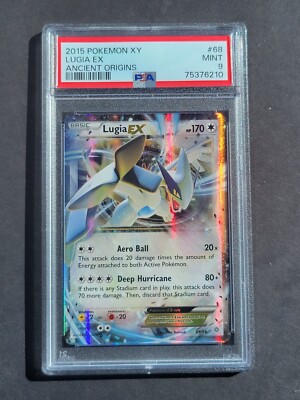 2015 POKEMON XY #68
LUGIA EX MINT
ANCIENT ORIGINS PSA 9
75376210
BASIC
Lugia EX HP170
Aero Ball 20×
This attack does 20 damage times the amount of
Energy attached to both Active Pokémon.
Deep Hurricane 80+
If there is any Stadium card in play, this attack does
70 more damage. Then, discard that Stadium card.
×2 -20